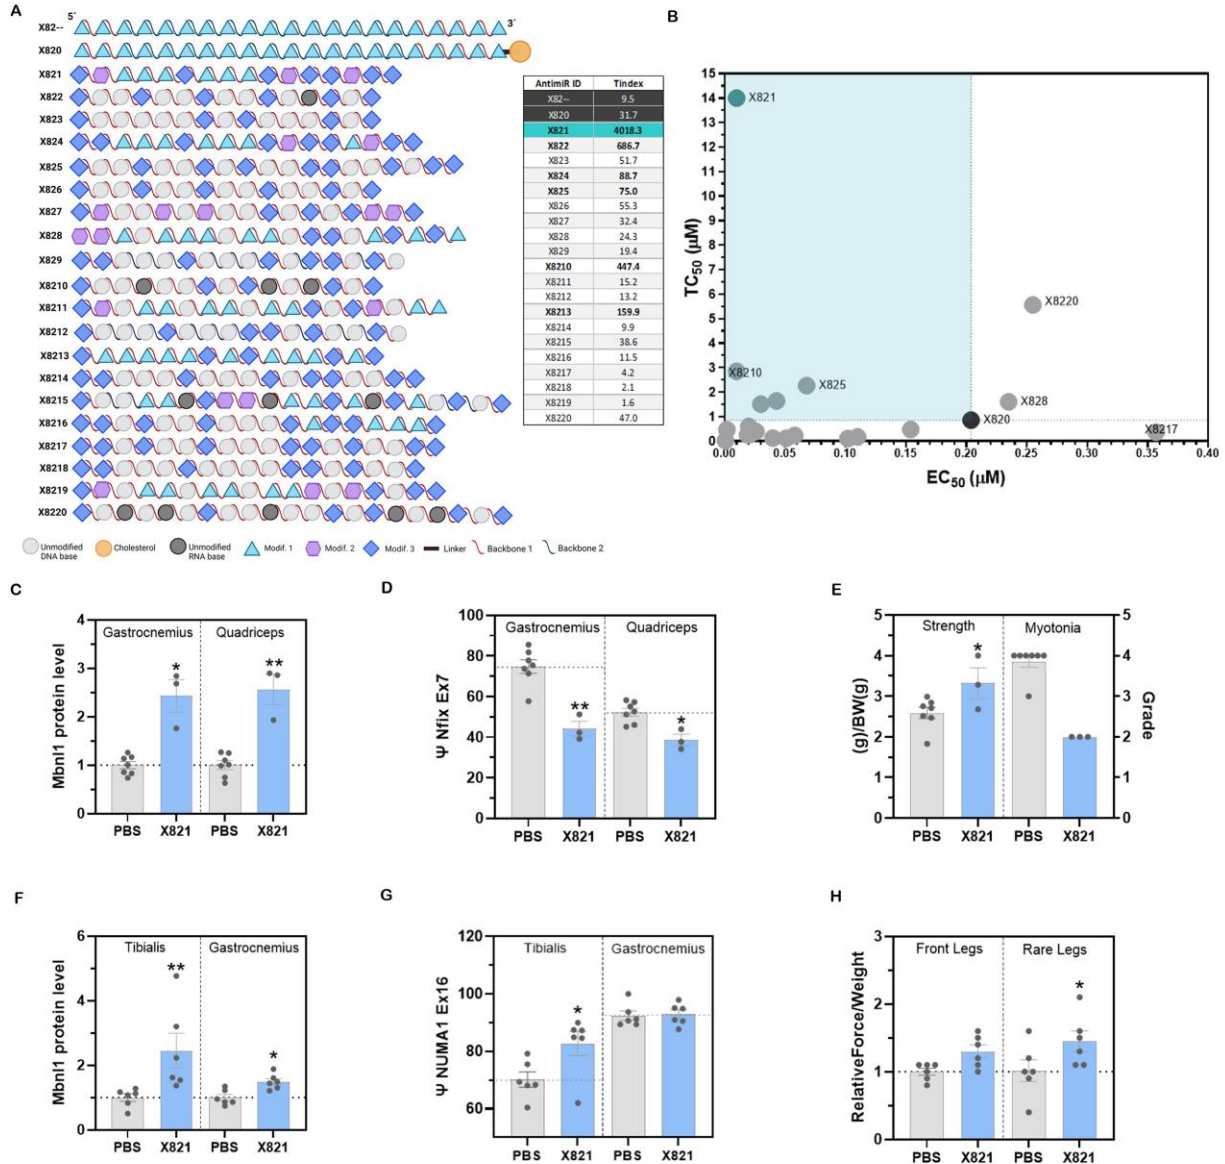 A
5´
3´
X82--
X820
X821
X822
X823
X824
X825
X826
X827
X828
X829
X8210
X8211
X8212
X8213
X8214
X8215
X8216
X8217
X8218
X8219
X8220
AntimiR ID Tindex
X82-- 9.5
X820 31.7
X821 4018.3
X822 686.7
X823 51.7
X824 88.7
X825 75.0
X826 55.3
X827 32.4
X828 24.3
X829 19.4
X8210 447.4
X8211 15.2
X8212 13.2
X8213 159.9
X8214 9.9
X8215 38.6
X8216 11.5
X8217 4.2
X8218 2.1
X8219 1.6
X8220 47.0
Unmodified DNA base Cholesterol Unmodified RNA base Modif. 1 Modif. 2 Modif. 3 Linker Backbone 1 Backbone 2
B
TC50 (µM)
15
14
13
12
11
10
9
8
7
6
5
4
3
2
1
0
X821
X8220
X8210
X825
X828
X820
X8217
0.00 0.05 0.10 0.15 0.20 0.25 0.30 0.35 0.40
EC50 (µM)
C
Mbnl1 protein level
4
3
2
1
0
Gastrocnemius Quadriceps
* **
PBS X821 PBS X821
D
Ψ Nfix Ex7
100
80
60
40
20
0
Gastrocnemius Quadriceps
** *
PBS X821 PBS X821
E
(g)/BW(g)
5
4
3
2
1
0
Strength Myotonia
*
5
4
3
2
1
0
Grade
PBS X821 PBS X821
F
Mbnl1 protein level
6
4
2
0
Tibialis Gastrocnemius
** *
PBS X821 PBS X821
G
Ψ NUMA1 Ex16
120
100
80
60
Tibialis Gastrocnemius
*
PBS X821 PBS X821
H
RelativeForce/Weight
3
2
1
0
Front Legs Rare Legs
*
PBS X821 PBS X821